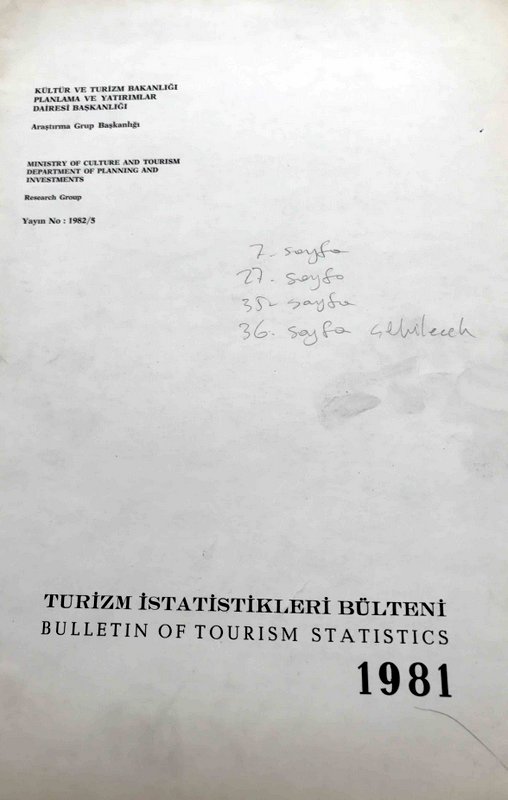 KÜLTÜR VE TURİZM BAKANLIĞI
PLANLAMA VE YATIRIMLAR
DAİRESİ BAŞKANLIĞI
Araştırma Grup Başkanlığı
MINISTRY OF CULTURE AND TOURISM
DEPARTMENT OF PLANNING AND
INVESTMENTS
Research Group
Yayın No : 1982/5
7. sayfa
27. sayfa
35. sayfa
36. sayfa çekilecek
TURİZM İSTATİSTİKLERİ BÜLTENİ
BULLETIN OF TOURISM STATISTICS
1981